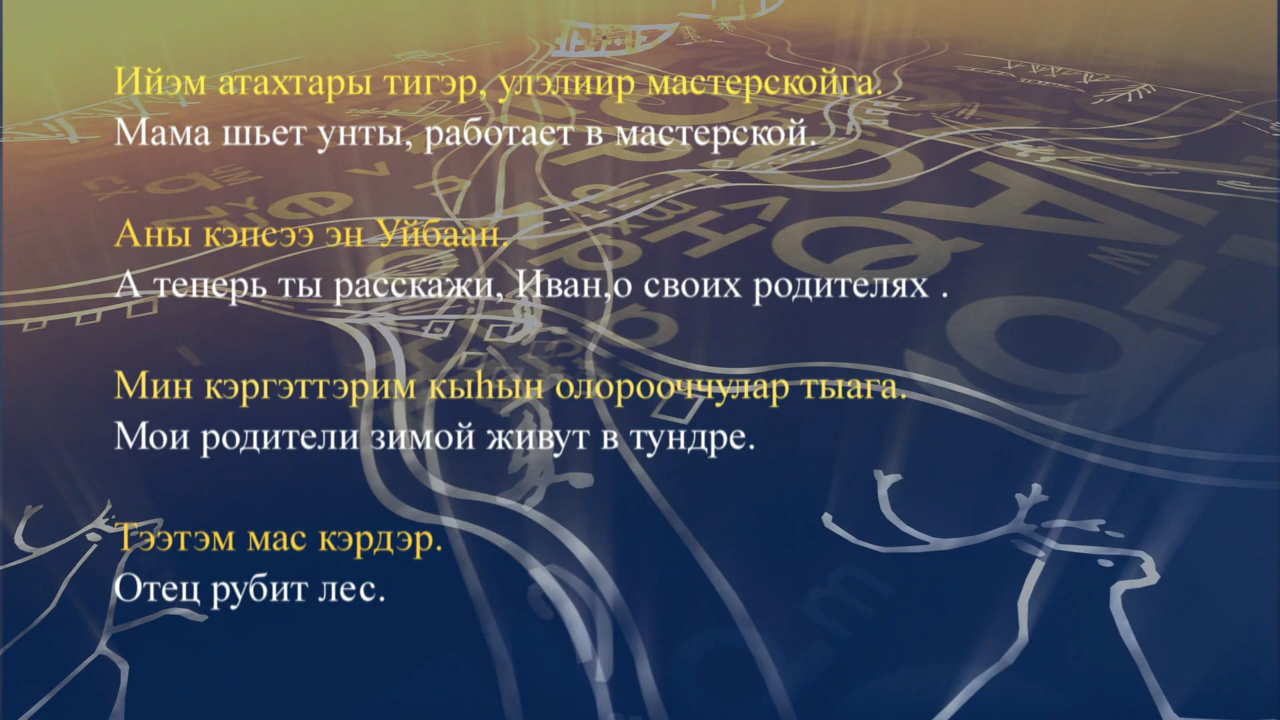 Ийэм атахтары тигэр, улэлиир мастерскойга.
Мама шьет унты, работает в мастерской.
Аны кэпсээ эн Уйбаан.
А теперь ты расскажи, Иван,о своих родителях .
Мин кэргэттэрим кыһын олорооччулар тыага.
Мои родители зимой живут в тундре.
Тээтэм мас кэрдэр.
Отец рубит лес.